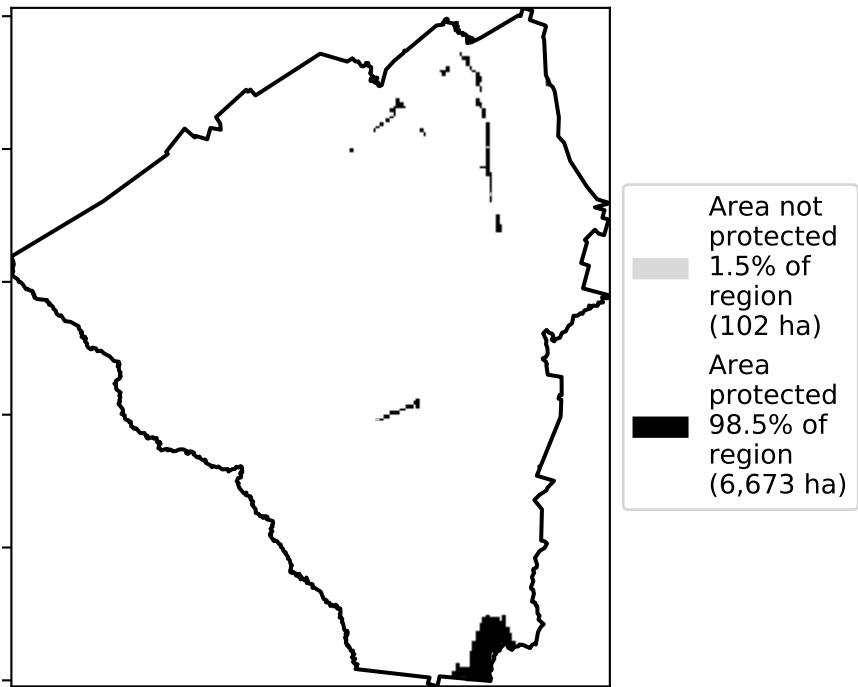 Area not
protected
1.5% of
region
(102 ha)
Area
protected
98.5% of
region
(6,673 ha)